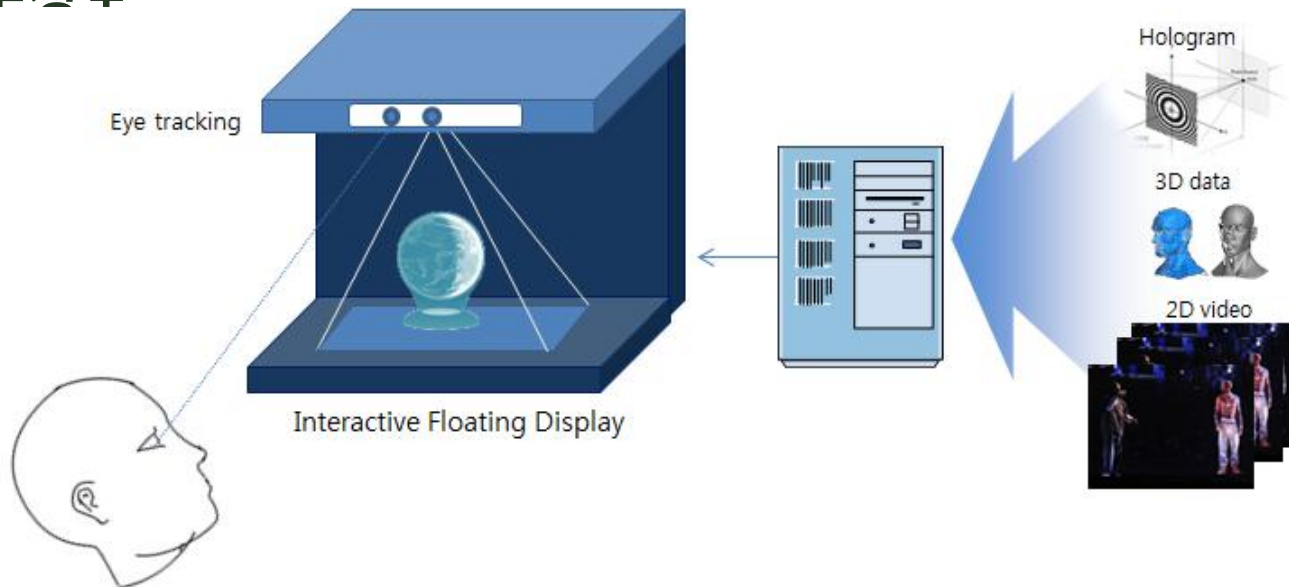 Hologram
Eye tracking
3D data
2D video
Interactive Floating Display